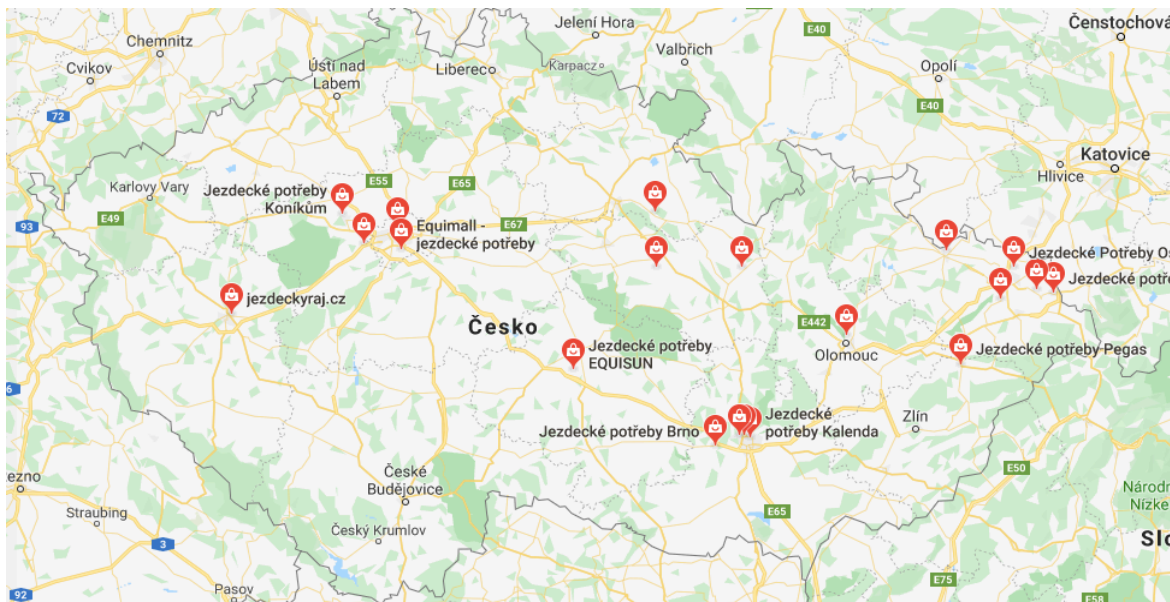 Jelení Hora
E40
Čenstochová
Chemnitz
Valbřich
Cvikov
Ústí nad
Labem
Liberec
Karpacz
Opolí
E40
72
Katovice
Hlivice
Karlovy Vary
Jezdecké potřeby
Koníkům
E55
E65
E49
93
E67
Equimall -
jezdecké potřeby
Jezdecké Potřeby Os
Jezdecké potře
jezdeckyraj.cz
Česko
E442
Olomouc
Jezdecké potřeby
EQUISUN
Jezdecké potřeby Pegas
6
Jezdecké potřeby Brno
Jezdecké
potřeby Kalenda
Zlín
České
Budějovice
E50
ezno
Národn
Nízke
Straubing
E65
Český Krumlov
3
Slo
E75
Pasov
92
E58